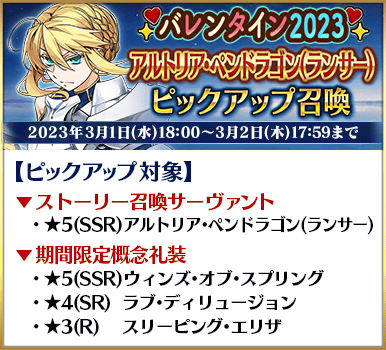 バレンタイン2023
アルトリア・ペンドラゴン(ランサー)
ピックアップ召喚
2023年3月1日(水)18:00～3月2日(木)17:59まで
【ピックアップ対象】
▼ストーリー召喚サーヴァント
・★5(SSR)アルトリア・ペンドラゴン(ランサー)
▼期間限定概念礼装
・★5(SSR)ウィンズ・オブ・スプリング
・★4(SR) ラブ・ディリュージョン
・★3(R) スリーピング・エリザ